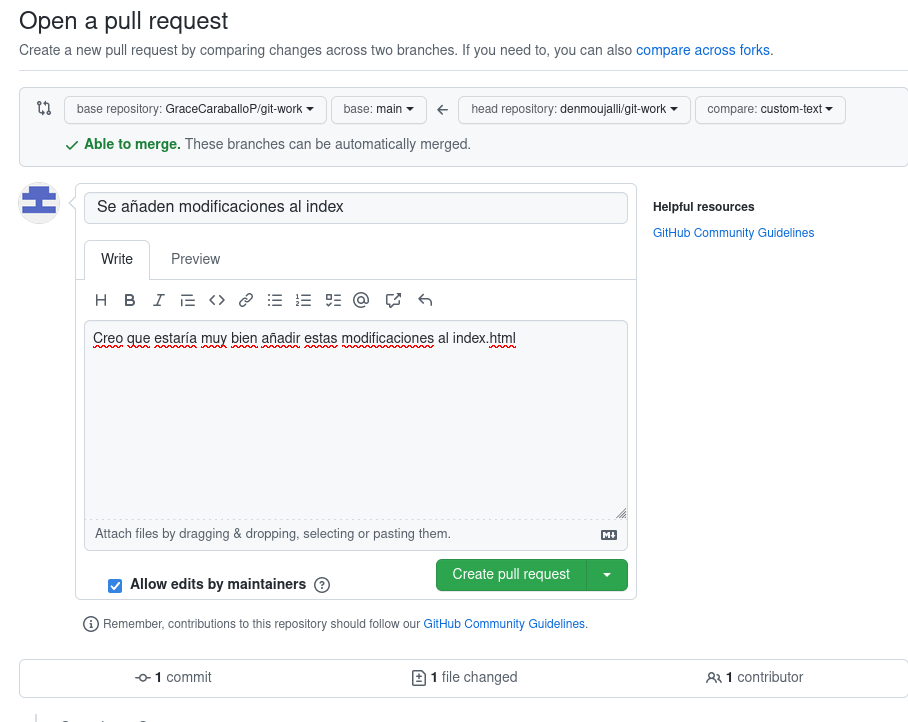 Open a pull request
Create a new pull request by comparing changes across two branches. If you need to, you can also compare across forks.
base repository: GraceCaraballoP/git-work base: main head repository: denmoujalli/git-work compare: custom-text
Able to merge. These branches can be automatically merged.
Se añaden modificaciones al index
Helpful resources
GitHub Community Guidelines
Write Preview
Creo que estaría muy bien añadir estas modificaciones al index.html
Attach files by dragging & dropping, selecting or pasting them.
Allow edits by maintainers
Create pull request
Remember, contributions to this repository should follow our GitHub Community Guidelines.
1 commit 1 file changed 1 contributor